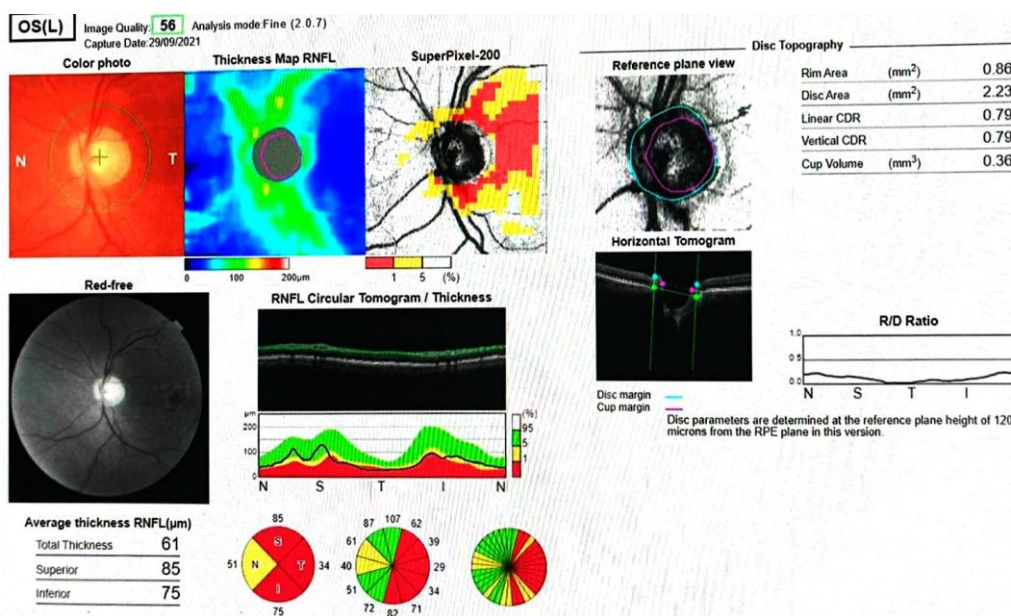 OS(L) Image Quality: 56 Analysis mode:Fine (2.0.7)
Capture Date:29/09/2021
Color photo
N T
Thickness Map RNFL
0 100 200μm
SuperPixel-200
1 5 (%)
Disc Topography
Reference plane view
Rim Area (mm²) 0.86
Disc Area (mm²) 2.23
Linear CDR 0.79
Vertical CDR 0.79
Cup Volume (mm³) 0.36
Horizontal Tomogram
Disc margin
Cup margin
R/D Ratio
1.0
0.5
0.0
N S T I N
Disc parameters are determined at the reference plane height of 120
microns from the RPE plane in this version.
Red-free
RNFL Circular Tomogram / Thickness
μm
200
100
0
(%)
95
5
1
N S T I N
Average thickness RNFL(μm)
Total Thickness 61
Superior 85
Inferior 75
85
51 N S T I 34
75
87 107 62
61 39
40 29
51 34
72 82 71